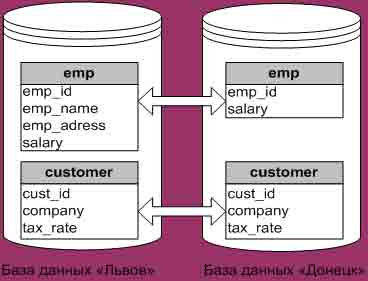 emp
emp_id
emp_name
emp_adress
salary
customer
cust_id
company
tax_rate
База данных «Львов»
emp
emp_id
salary
customer
cust_id
company
tax_rate
База данных «Донецк»